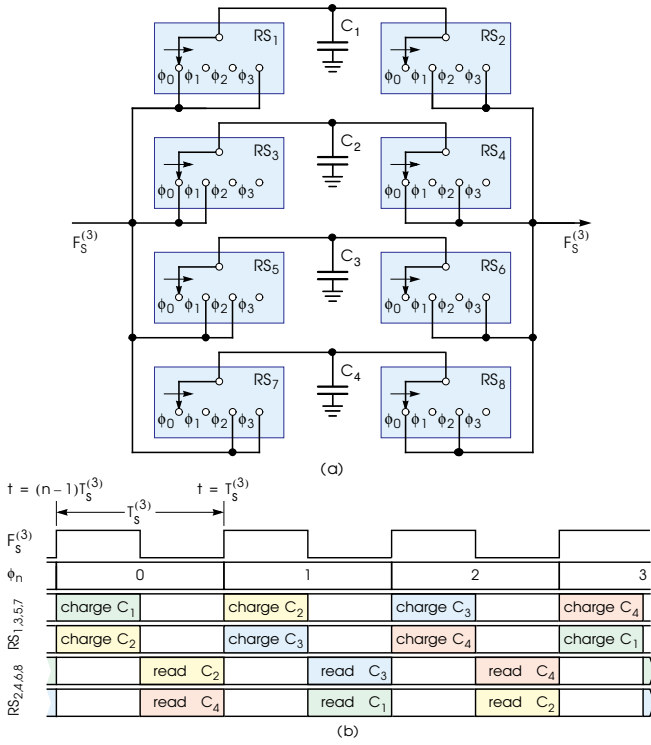 RS₁ C₁ RS₂
ϕ₀ ϕ₁ ϕ₂ ϕ₃ ϕ₀ ϕ₁ ϕ₂ ϕ₃
RS₃ C₂ RS₄
ϕ₀ ϕ₁ ϕ₂ ϕ₃ ϕ₀ ϕ₁ ϕ₂ ϕ₃
F_S^(3) F_S^(3)
RS₅ C₃ RS₆
ϕ₀ ϕ₁ ϕ₂ ϕ₃ ϕ₀ ϕ₁ ϕ₂ ϕ₃
RS₇ C₄ RS₈
ϕ₀ ϕ₁ ϕ₂ ϕ₃ ϕ₀ ϕ₁ ϕ₂ ϕ₃
(a)
t = (n-1)T_s^(3) t = T_s^(3)
T_s^(3)
F_s^(3)
ϕₙ 0 1 2 3
RS₁,₃,₅,₇
charge C₁ charge C₂ charge C₃ charge C₄
charge C₂ charge C₃ charge C₄ charge C₁
RS₂,₄,₆,₈
read C₂ read C₃ read C₄
read C₄ read C₁ read C₂
(b)